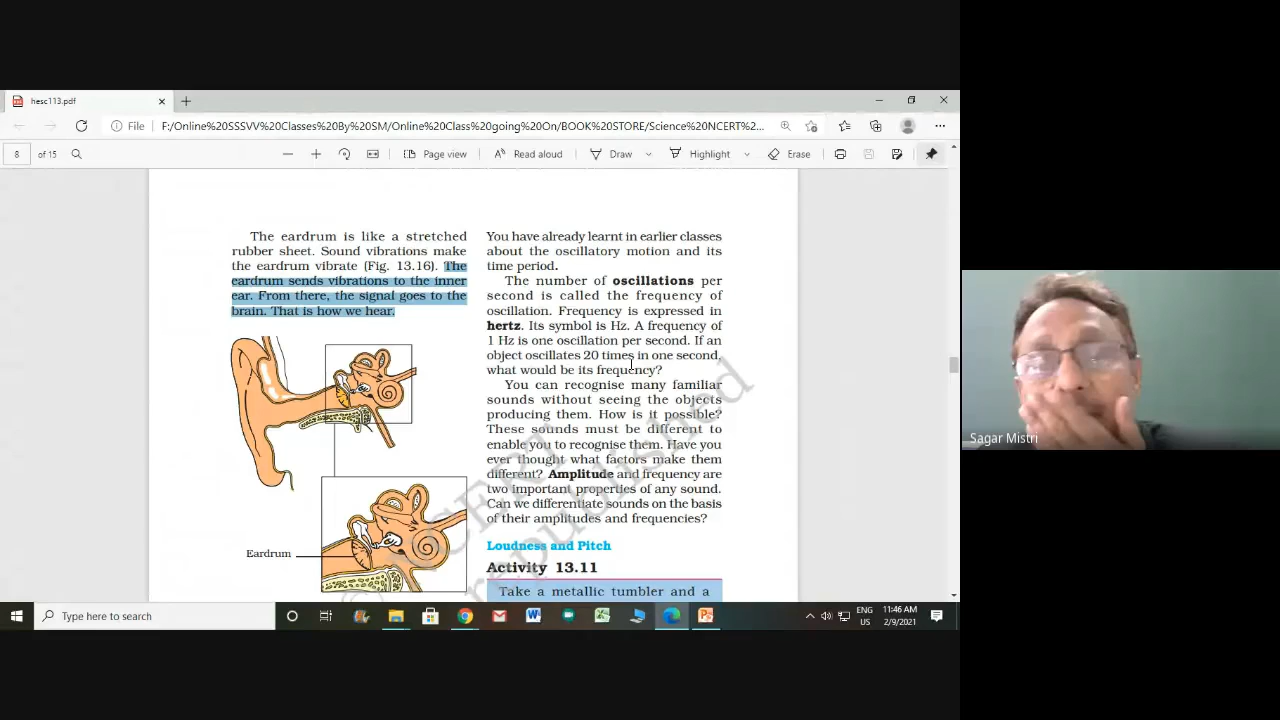 hesc113.pdf
File
F:/Online%20SSSVV%20Classes%20By%20SM/Online%20Class%20going%20On/BOOK%20STORE/Science%20NCERT%2...
8
of 15
Page view
Read aloud
Draw
Highlight
Erase
The eardrum is like a stretched
rubber sheet. Sound vibrations make
the eardrum vibrate (Fig. 13.16). The
eardrum sends vibrations to the inner
ear. From there, the signal goes to the
brain. That is how we hear.
Eardrum
You have already learnt in earlier classes
about the oscillatory motion and its
time period.
The number of oscillations per
second is called the frequency of
oscillation. Frequency is expressed in
hertz. Its symbol is Hz. A frequency of
1 Hz is one oscillation per second. If an
object oscillates 20 times in one second,
what would be its frequency?
You can recognise many familiar
sounds without seeing the objects
producing them. How is it possible?
These sounds must be different to
enable you to recognise them. Have you
ever thought what factors make them
different? Amplitude and frequency are
two important properties of any sound.
Can we differentiate sounds on the basis
of their amplitudes and frequencies?
Loudness and Pitch
Activity 13.11
Take a metallic tumbler and a
NCERT
republished
Sagar Mistri
Type here to search
ENG
US
11:46 AM
2/9/2021